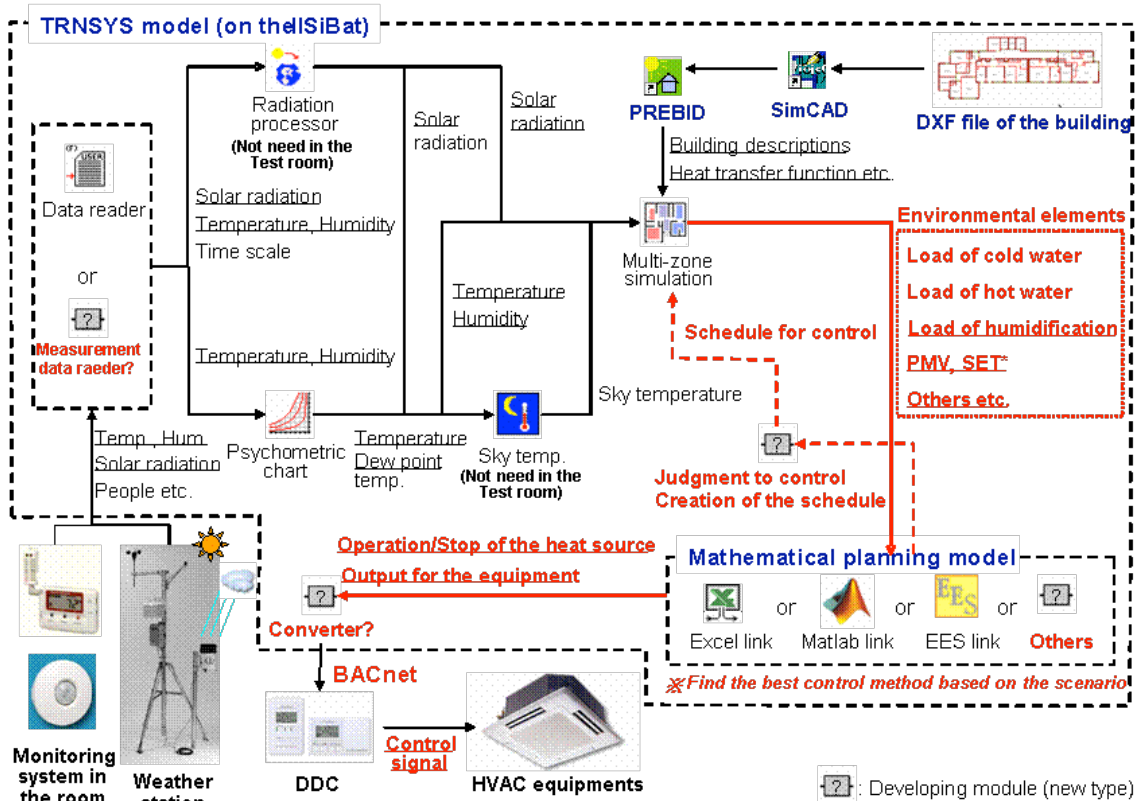 TRNSYS model (on theIISiBat)
Radiation
processor
(Not need in the
Test room)
Solar
radiation
Solar
radiation
PREBID
SimCAD
DXF file of the building
Building descriptions
Heat transfer function etc.
USER
Data reader
or
?
Measurement
data raeder?
Solar radiation
Temperature, Humidity
Time scale
Temperature, Humidity
Multi-zone
simulation
Temperature
Humidity
Environmental elements
Load of cold water
Load of hot water
Load of humidification
PMV, SET*
Others etc.
Schedule for control
Sky temperature
?
Judgment to control
Creation of the schedule
Temp., Hum
Solar radiation
People etc.
Psychometric
chart
Temperature
Dew point
temp.
Sky temp.
(Not need in the
Test room)
Operation/Stop of the heat source
Output for the equipment
?
Converter?
BACnet
Mathematical planning model
Excel link
or
Matlab link
or
EES
EES link
or
?
Others
※ Find the best control method based on the scenario
Monitoring
system in
the room
Weather
station
DDC
Control
signal
HVAC equipments
? : Developing module (new type)